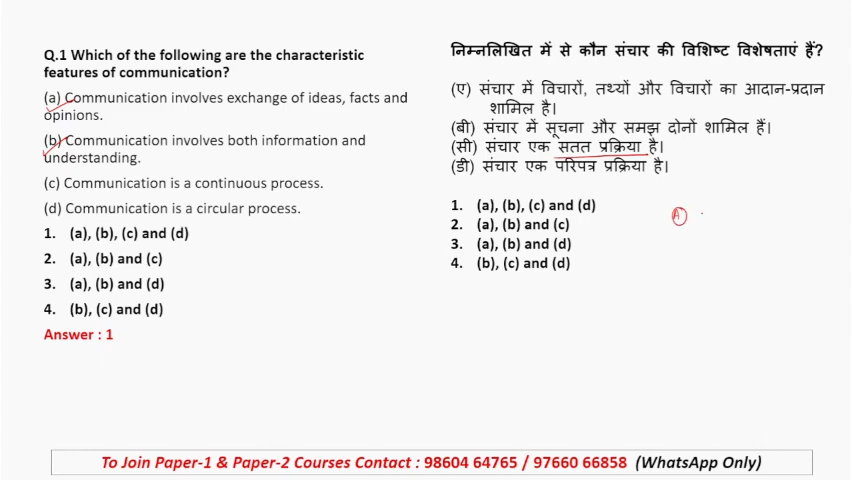 Q.1 Which of the following are the characteristic
features of communication?
(a) Communication involves exchange of ideas, facts and
opinions.
(b) Communication involves both information and
understanding.
(c) Communication is a continuous process.
(d) Communication is a circular process.
1. (a), (b), (c) and (d)
2. (a), (b) and (c)
3. (a), (b) and (d)
4. (b), (c) and (d)
Answer : 1
निम्नलिखित में से कौन संचार की विशिष्ट विशेषताएं हैं?
(ए) संचार में विचारों, तथ्यों और विचारों का आदान-प्रदान
शामिल है।
(बी) संचार में सूचना और समझ दोनों शामिल हैं।
(सी) संचार एक सतत प्रक्रिया है।
(डी) संचार एक परिपत्र प्रक्रिया है।
1. (a), (b), (c) and (d)
2. (a), (b) and (c)
3. (a), (b) and (d)
4. (b), (c) and (d)
A
To Join Paper-1 & Paper-2 Courses Contact : 98604 64765 / 97660 66858 (WhatsApp Only)